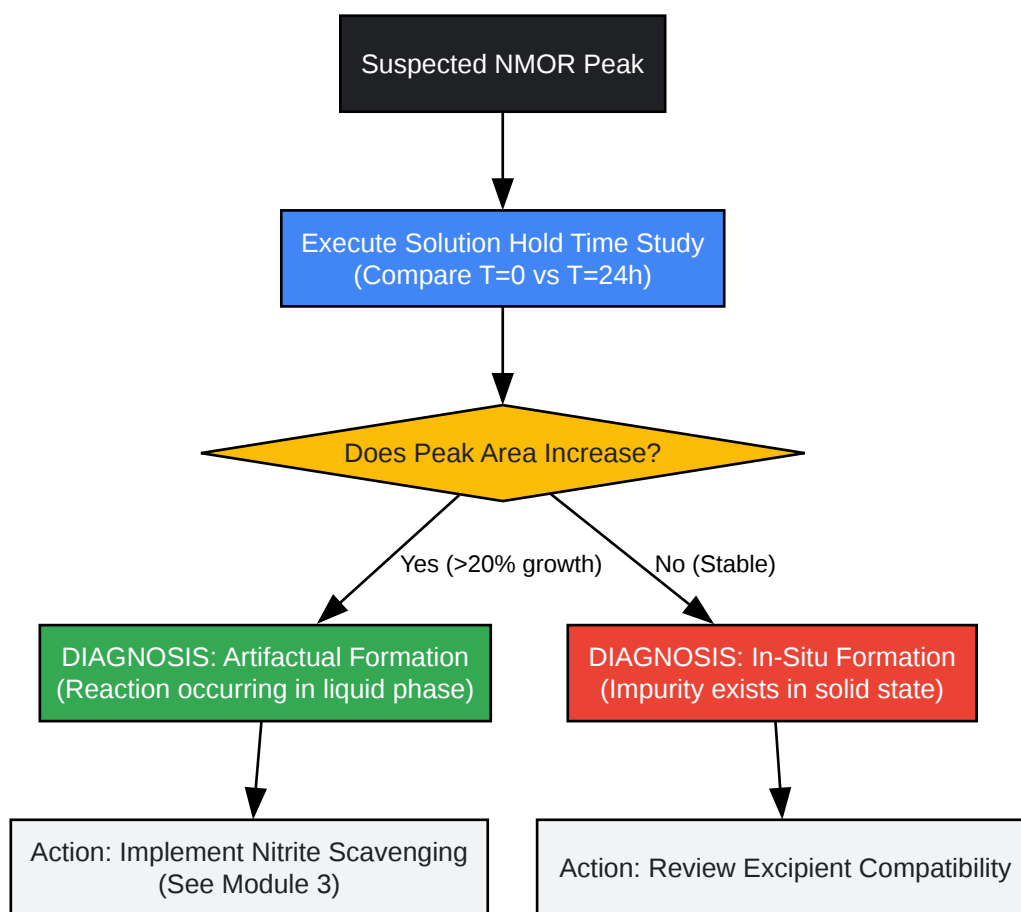 Suspected NMOR Peak
Execute Solution Hold Time Study
(Compare T=0 vs T=24h)
Does Peak Area Increase?
Yes (>20% growth)
No (Stable)
DIAGNOSIS: Artifactual Formation
(Reaction occurring in liquid phase)
DIAGNOSIS: In-Situ Formation
(Impurity exists in solid state)
Action: Implement Nitrite Scavenging
(See Module 3)
Action: Review Excipient Compatibility